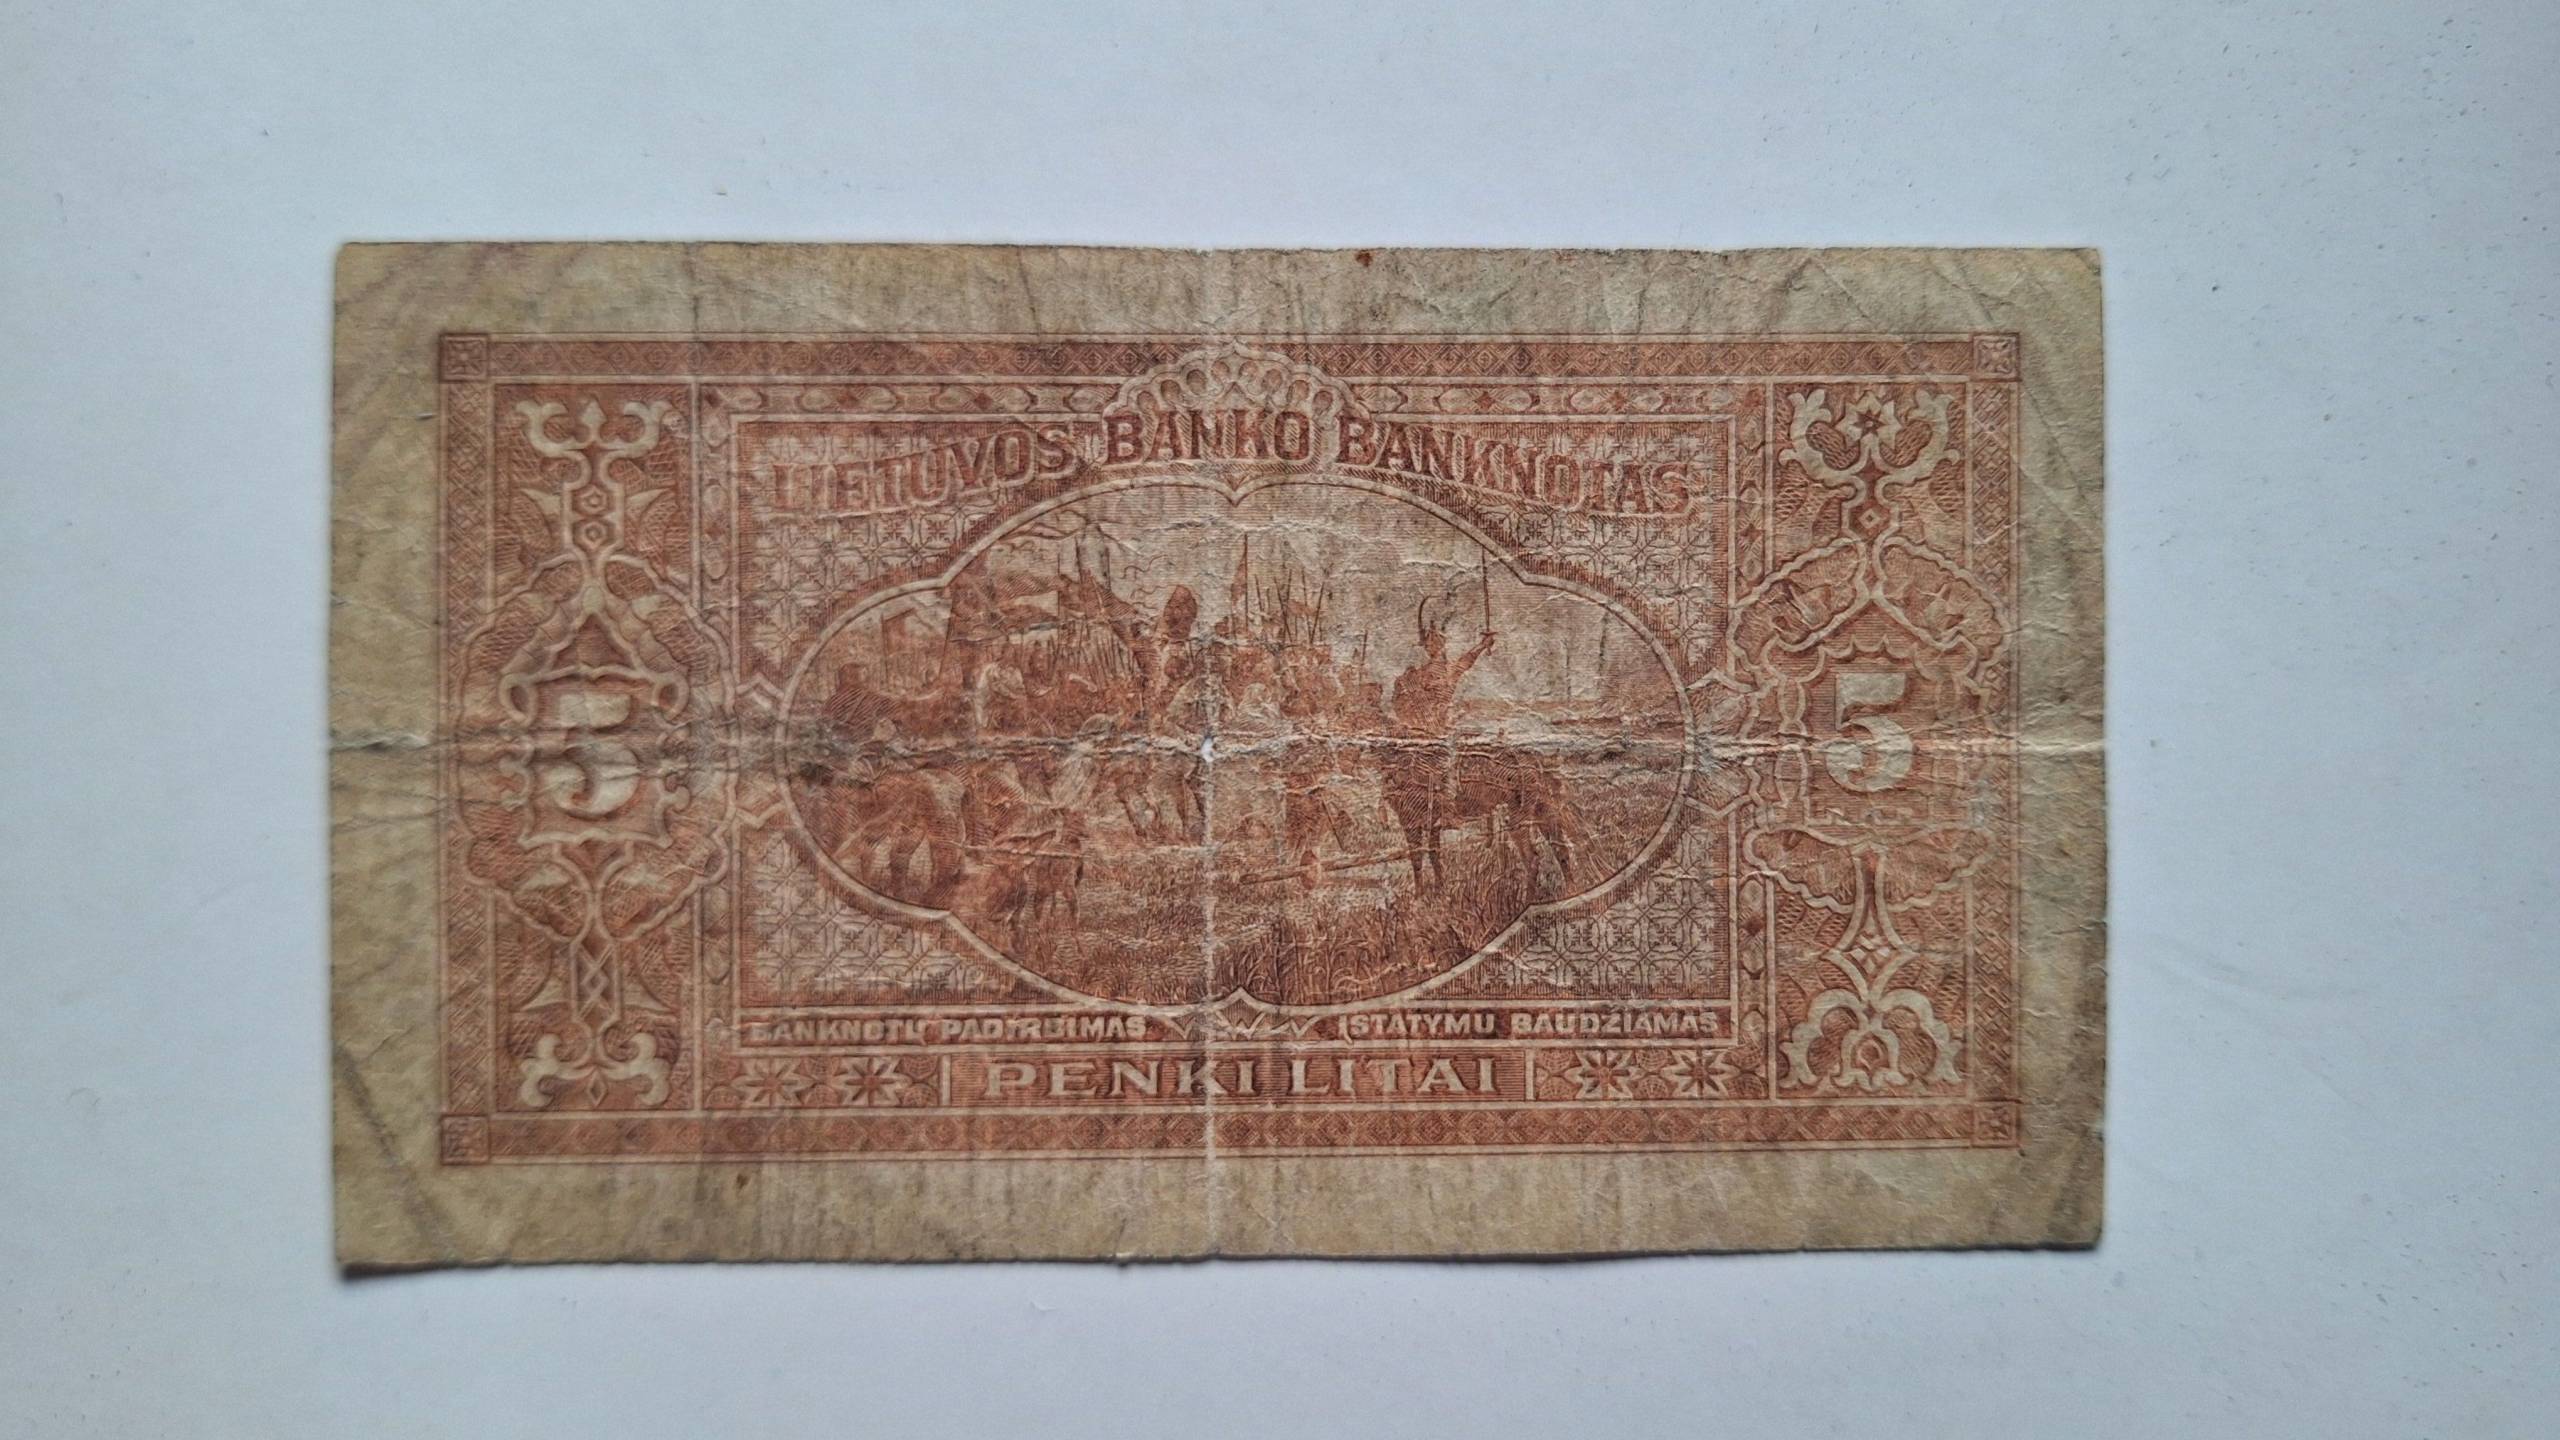 LIETUVOS BANKO BANKNOTAS
5 5
BANKNOTŲ PADIRBIMAS ĮSTATYMU BAUDŽIAMAS
PENKI LITAI